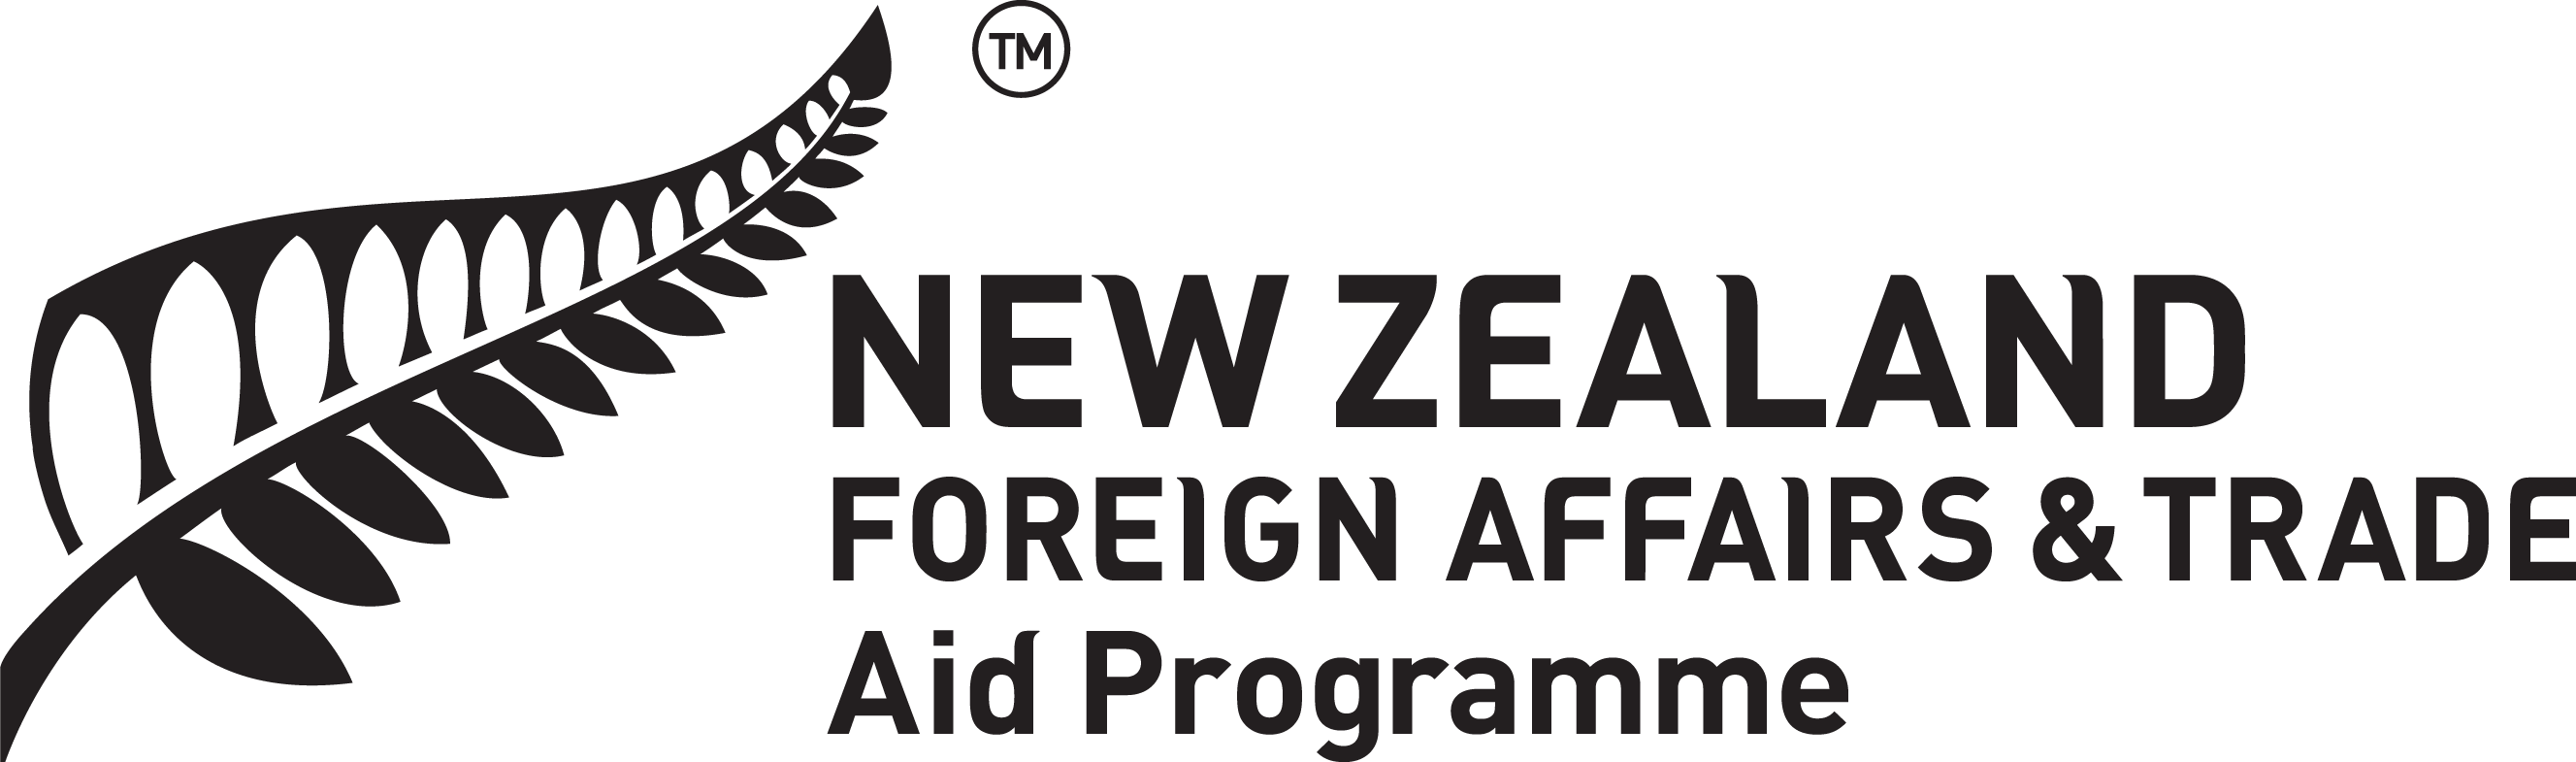 TM
NEW ZEALAND
FOREIGN AFFAIRS & TRADE
Aid Programme